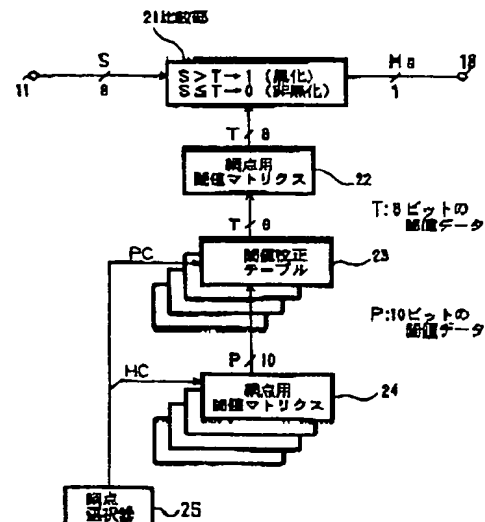 21比較部
S
8
11
S>T→1 (黒化)
S≦T→0 (非黒化)
Ha
1
18
T 8
網点用
閾値マトリクス
22
T 8
T:8ビットの
閾値データ
PC
閾値校正
テーブル
23
P:10ビットの
閾値データ
P 10
HC
網点用
閾値マトリクス
24
網点
選択器
25